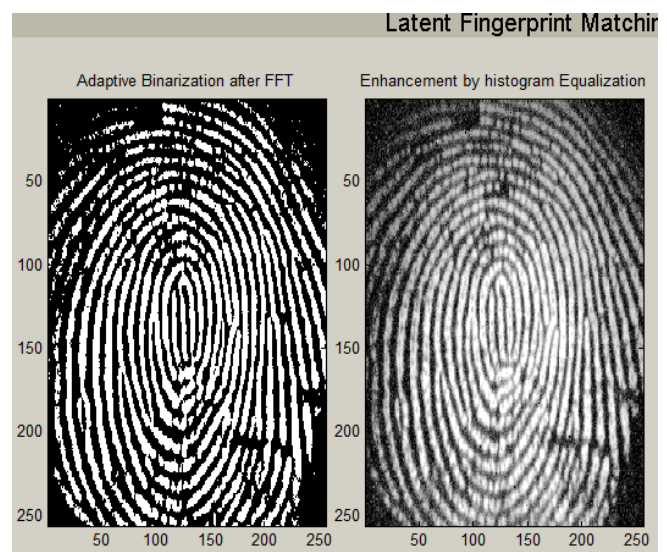 Latent Fingerprint Matchin
Adaptive Binarization after FFT
Enhancement by histogram Equalization
50
100
150
200
250
50 100 150 200 250
50
100
150
200
250
50 100 150 200 250